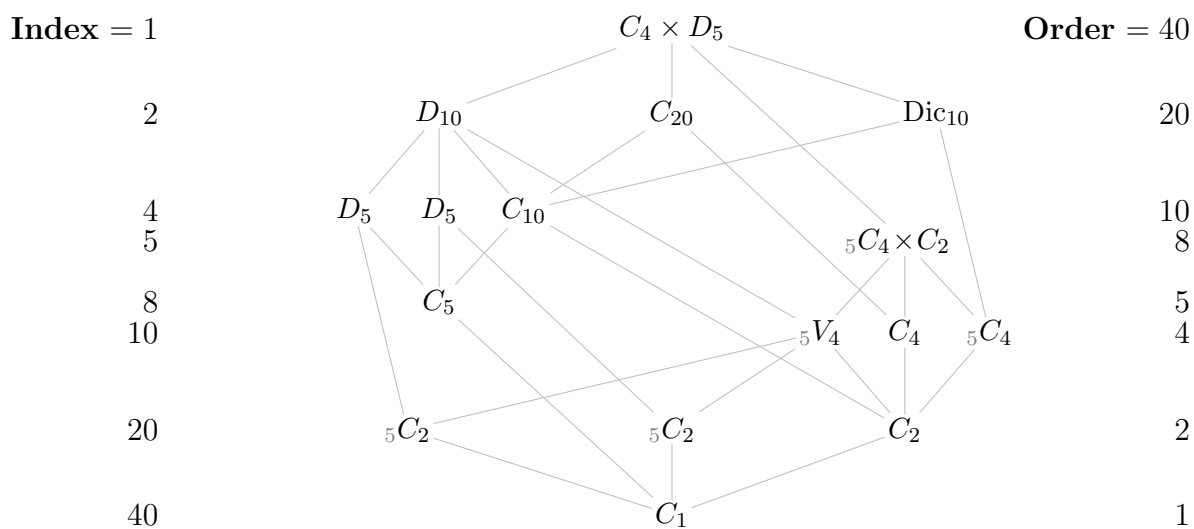 Index = 1 C₄ × D₅ Order = 40
2 D₁₀ C₂₀ Dic₁₀ 20
4 D₅ D₅ C₁₀ 10
5 ₅C₄×C₂ 8
8 C₅ 5
10 ₅V₄ C₄ ₅C₄ 4
20 ₅C₂ ₅C₂ C₂ 2
40 C₁ 1